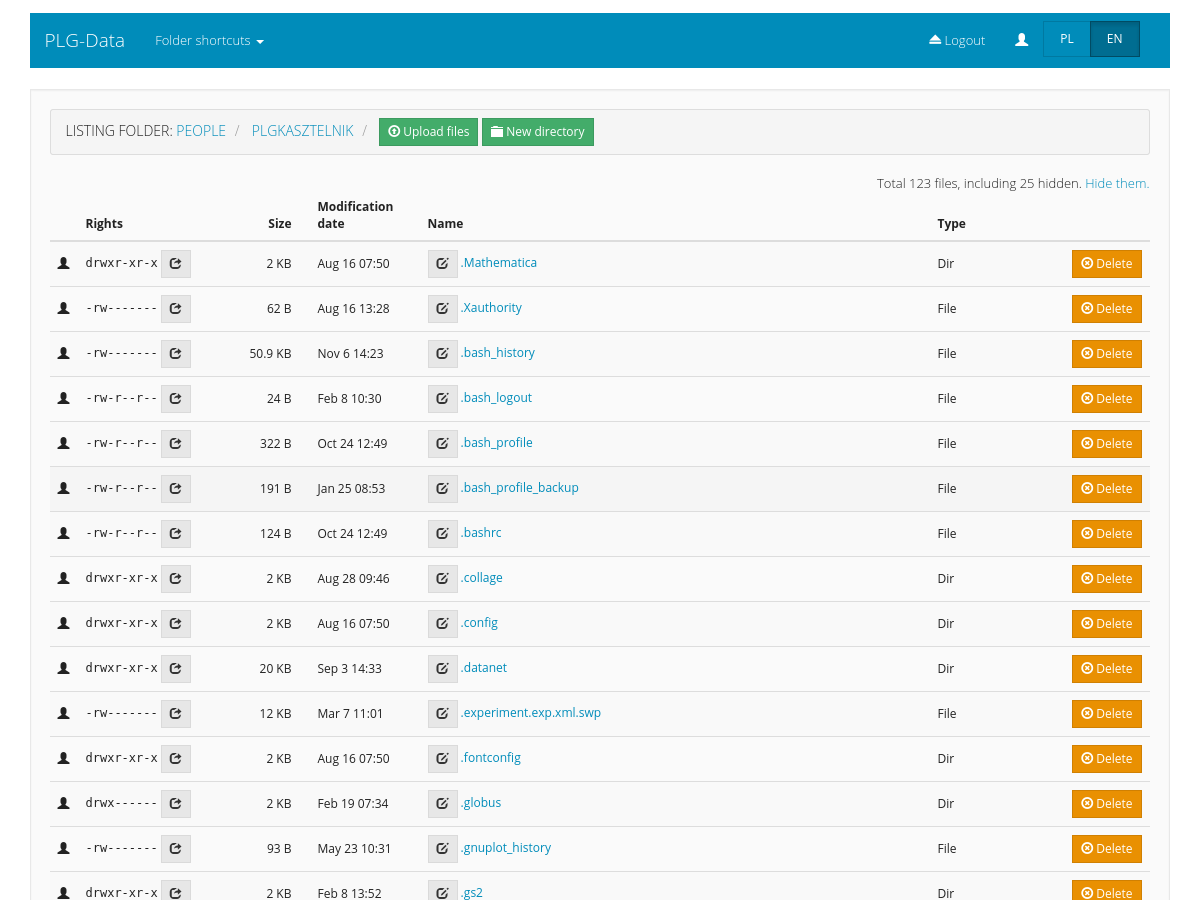 PLG-Data Folder shortcuts Logout PL EN
LISTING FOLDER: PEOPLE / PLGKASZTELNIK / Upload files New directory
Total 123 files, including 25 hidden. Hide them.
Rights Size Modification date Name Type
drwxr-xr-x 2 KB Aug 16 07:50 .Mathematica Dir Delete
-rw------- 62 B Aug 16 13:28 .Xauthority File Delete
-rw------- 50.9 KB Nov 6 14:23 .bash_history File Delete
-rw-r--r-- 24 B Feb 8 10:30 .bash_logout File Delete
-rw-r--r-- 322 B Oct 24 12:49 .bash_profile File Delete
-rw-r--r-- 191 B Jan 25 08:53 .bash_profile_backup File Delete
-rw-r--r-- 124 B Oct 24 12:49 .bashrc File Delete
drwxr-xr-x 2 KB Aug 28 09:46 .collage Dir Delete
drwxr-xr-x 2 KB Aug 16 07:50 .config Dir Delete
drwxr-xr-x 20 KB Sep 3 14:33 .datanet Dir Delete
-rw------- 12 KB Mar 7 11:01 .experiment.exp.xml.swp File Delete
drwxr-xr-x 2 KB Aug 16 07:50 .fontconfig Dir Delete
drwx------ 2 KB Feb 19 07:34 .globus Dir Delete
-rw------- 93 B May 23 10:31 .gnuplot_history File Delete
drwxr-xr-x 2 KB Feb 8 13:52 .gs2 Dir Delete